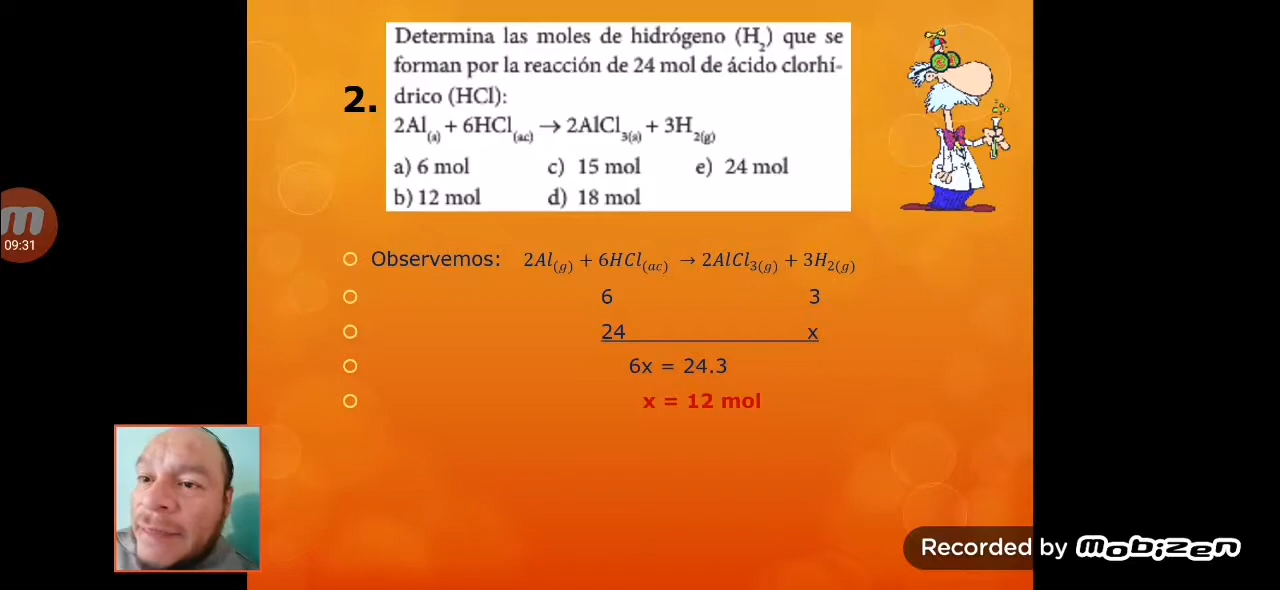 Determina las moles de hidrógeno (H₂) que se
forman por la reacción de 24 mol de ácido clorhí-
2. drico (HCl):
2Al(s) + 6HCl(ac) → 2AlCl3(s) + 3H2(g)
a) 6 mol c) 15 mol e) 24 mol
b) 12 mol d) 18 mol
m
09:31
Observemos: 2Al(g) + 6HCl(ac) → 2AlCl3(g) + 3H2(g)
6 3
24 x
6x = 24.3
x = 12 mol
Recorded by Mobizen